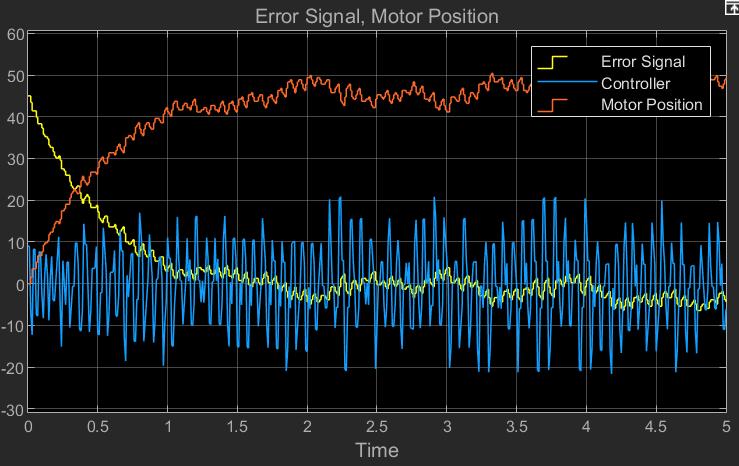 Error Signal, Motor Position
60
50
40
30
20
10
0
-10
-20
-30
Error Signal
Controller
Motor Position
0 0.5 1 1.5 2 2.5 3 3.5 4 4.5 5
Time